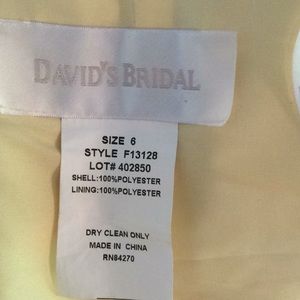 DAVID'S BRIDAL
SIZE 6
STYLE F13128
LOT# 402850
SHELL:100%POLYESTER
LINING:100%POLYESTER
DRY CLEAN ONLY
MADE IN CHINA
RN84270